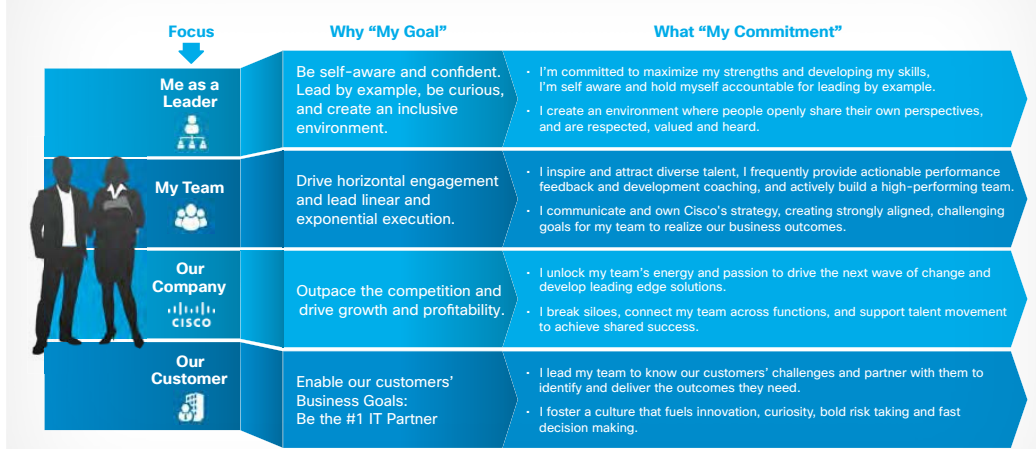 Focus
Why “My Goal”
What “My Commitment”
Me as a
Leader
Be self-aware and confident.
Lead by example, be curious,
and create an inclusive
environment.
· I’m committed to maximize my strengths and developing my skills,
I’m self aware and hold myself accountable for leading by example.
· I create an environment where people openly share their own perspectives,
and are respected, valued and heard.
My Team
Drive horizontal engagement
and lead linear and
exponential execution.
· I inspire and attract diverse talent, I frequently provide actionable performance
feedback and development coaching, and actively build a high-performing team.
· I communicate and own Cisco’s strategy, creating strongly aligned, challenging
goals for my team to realize our business outcomes.
Our
Company
CISCO
Outpace the competition and
drive growth and profitability.
· I unlock my team’s energy and passion to drive the next wave of change and
develop leading edge solutions.
· I break siloes, connect my team across functions, and support talent movement
to achieve shared success.
Our
Customer
Enable our customers’
Business Goals:
Be the #1 IT Partner
· I lead my team to know our customers’ challenges and partner with them to
identify and deliver the outcomes they need.
· I foster a culture that fuels innovation, curiosity, bold risk taking and fast
decision making.